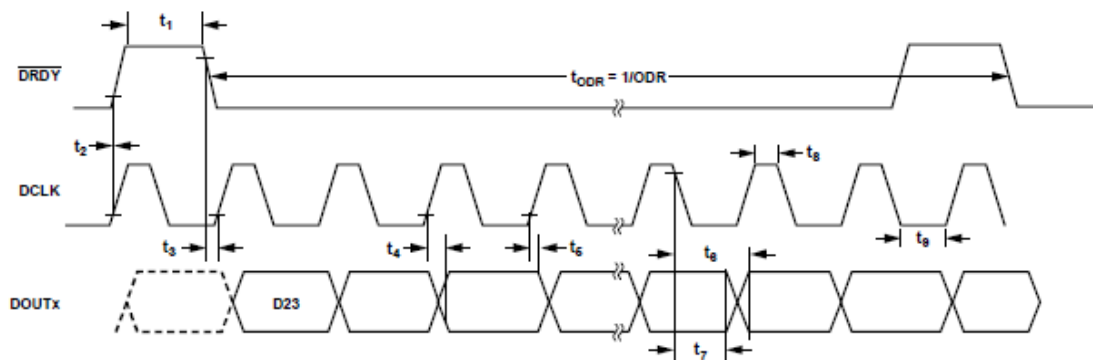 t1
DRDY
tODR = 1/ODR
t2
t8
DCLK
t3
t4
t5
t6
t9
DOUTx
D23
t7